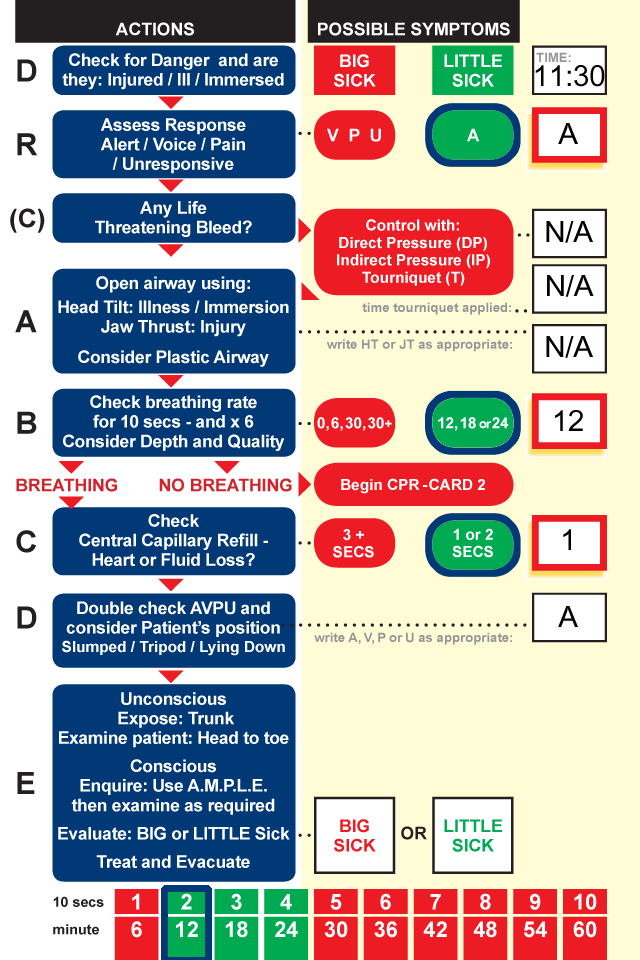 ACTIONS
POSSIBLE SYMPTOMS
D
Check for Danger and are
they: Injured / Ill / Immersed
BIG
SICK
LITTLE
SICK
TIME:
11:30
R
Assess Response
Alert / Voice / Pain
/ Unresponsive
V P U
A
A
(C)
Any Life
Threatening Bleed?
Control with:
Direct Pressure (DP)
Indirect Pressure (IP)
Tourniquet (T)
N/A
A
Open airway using:
Head Tilt: Illness / Immersion
Jaw Thrust: Injury
Consider Plastic Airway
time tourniquet applied:
N/A
write HT or JT as appropriate:
N/A
B
Check breathing rate
for 10 secs - and x 6
Consider Depth and Quality
0,6,30,30+
12,18 or 24
12
BREATHING
NO BREATHING
Begin CPR -CARD 2
C
Check
Central Capillary Refill -
Heart or Fluid Loss?
3 +
SECS
1 or 2
SECS
1
D
Double check AVPU and
consider Patient's position
Slumped / Tripod / Lying Down
write A, V, P or U as appropriate:
A
E
Unconscious
Expose: Trunk
Examine patient: Head to toe
Conscious
Enquire: Use A.M.P.L.E.
then examine as required
Evaluate: BIG or LITTLE Sick
Treat and Evacuate
BIG
SICK
OR
LITTLE
SICK
10 secs 1 2 3 4 5 6 7 8 9 10
minute 6 12 18 24 30 36 42 48 54 60